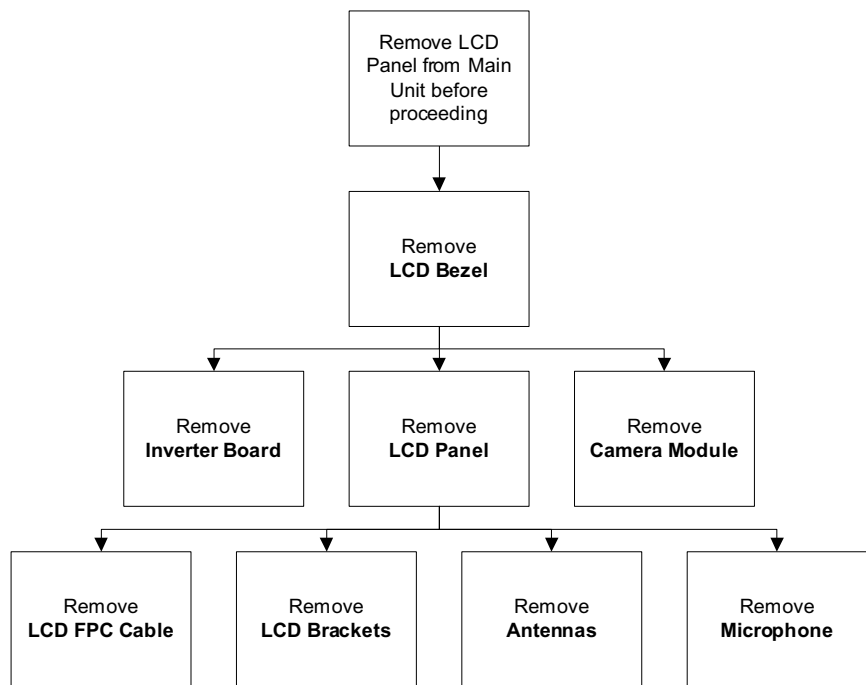 Remove LCD
Panel from Main
Unit before
proceeding
Remove
LCD Bezel
Remove
Inverter Board
Remove
LCD Panel
Remove
Camera Module
Remove
LCD FPC Cable
Remove
LCD Brackets
Remove
Antennas
Remove
Microphone